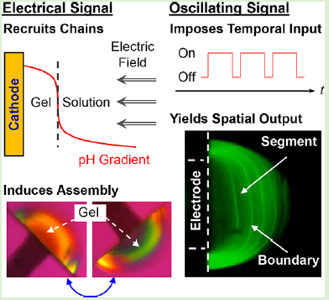 Electrical Signal
Recruits Chains
Electric
Field
Cathode
Gel
Solution
pH Gradient
Induces Assembly
Gel
Oscillating Signal
Imposes Temporal Input
On
Off
t
Yields Spatial Output
Segment
Electrode
Boundary